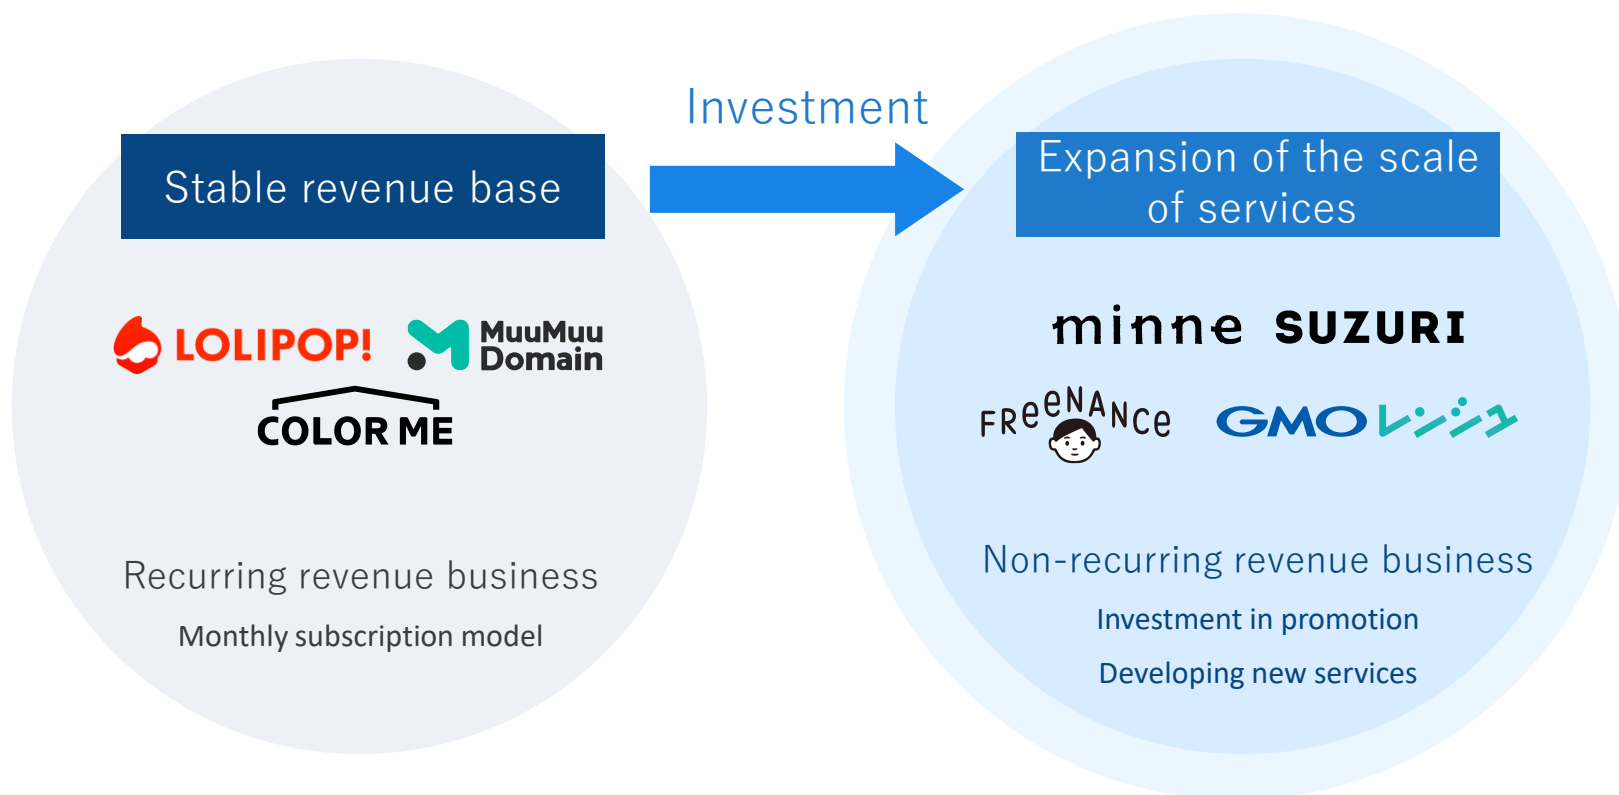 Investment
Stable revenue base
Expansion of the scale
of services
LOLIPOP!
MuuMuu
Domain
COLOR ME
minne
SUZURI
FReeNANCe
GMO レンシュ
Recurring revenue business
Monthly subscription model
Non-recurring revenue business
Investment in promotion
Developing new services